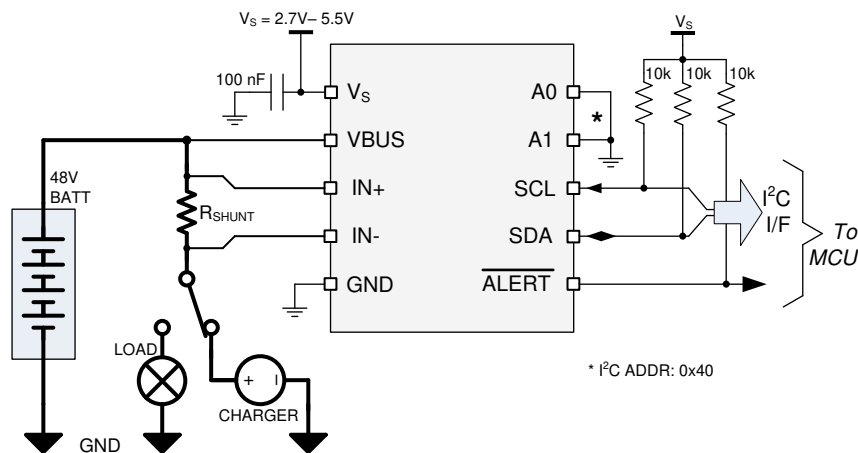 V_S = 2.7V– 5.5V
100 nF
V_S
VBUS
IN+
IN-
GND
A0
A1
SCL
SDA
ALERT
*
V_S
10k
10k
10k
I²C
I/F
To
MCU
48V
BATT
R_SHUNT
LOAD
+
I
CHARGER
GND
* I²C ADDR: 0x40